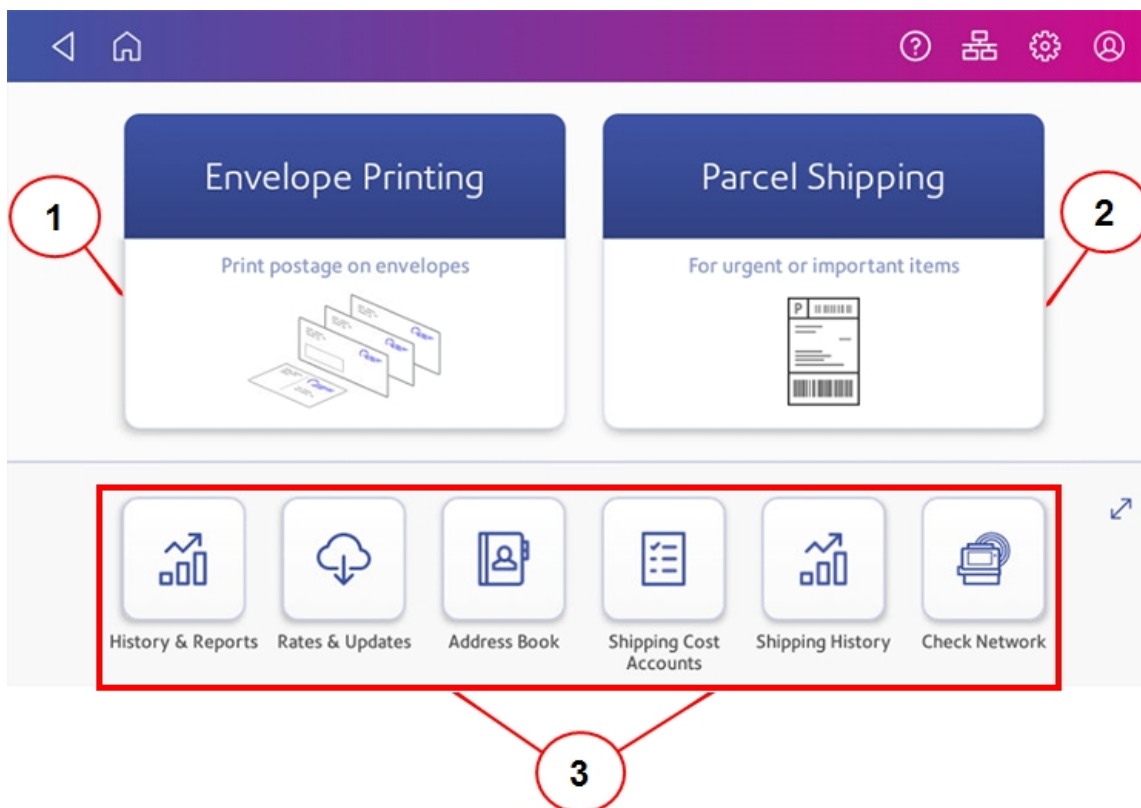 Envelope Printing
Parcel Shipping
1
2
Print postage on envelopes
For urgent or important items
P
History & Reports
Rates & Updates
Address Book
Shipping Cost
Accounts
Shipping History
Check Network
3